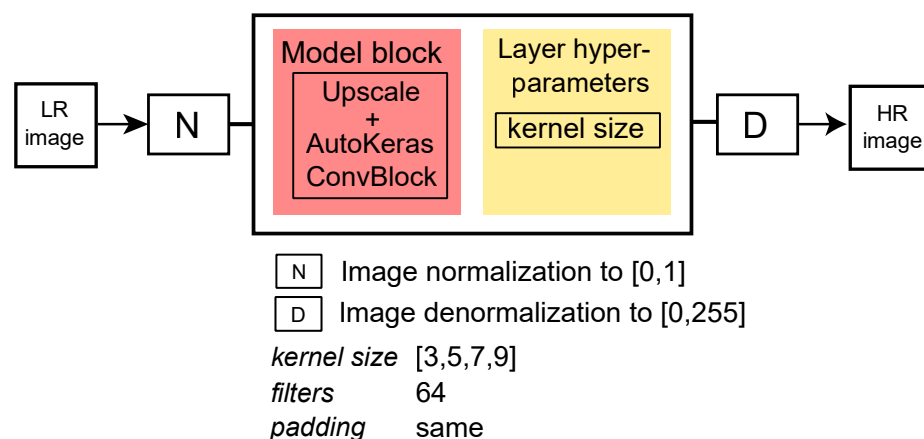 LR
image
N
Model block
Upscale
+
AutoKeras
ConvBlock
Layer hyper-
parameters
kernel size
D
HR
image
N Image normalization to [0,1]
D Image denormalization to [0,255]
kernel size [3,5,7,9]
filters 64
padding same